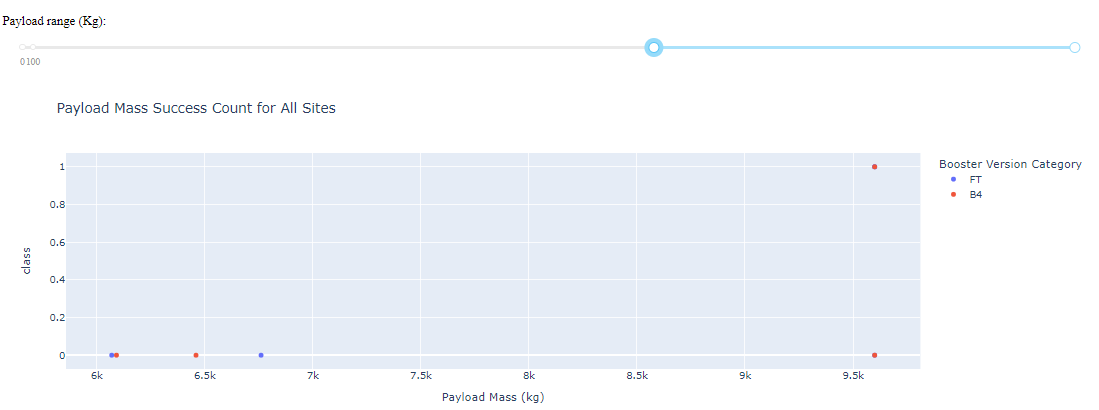 Payload range (Kg):
0100
Payload Mass Success Count for All Sites
1
0.8
0.6
0.4
0.2
0
class
6k 6.5k 7k 7.5k 8k 8.5k 9k 9.5k
Payload Mass (kg)
Booster Version Category
FT
B4